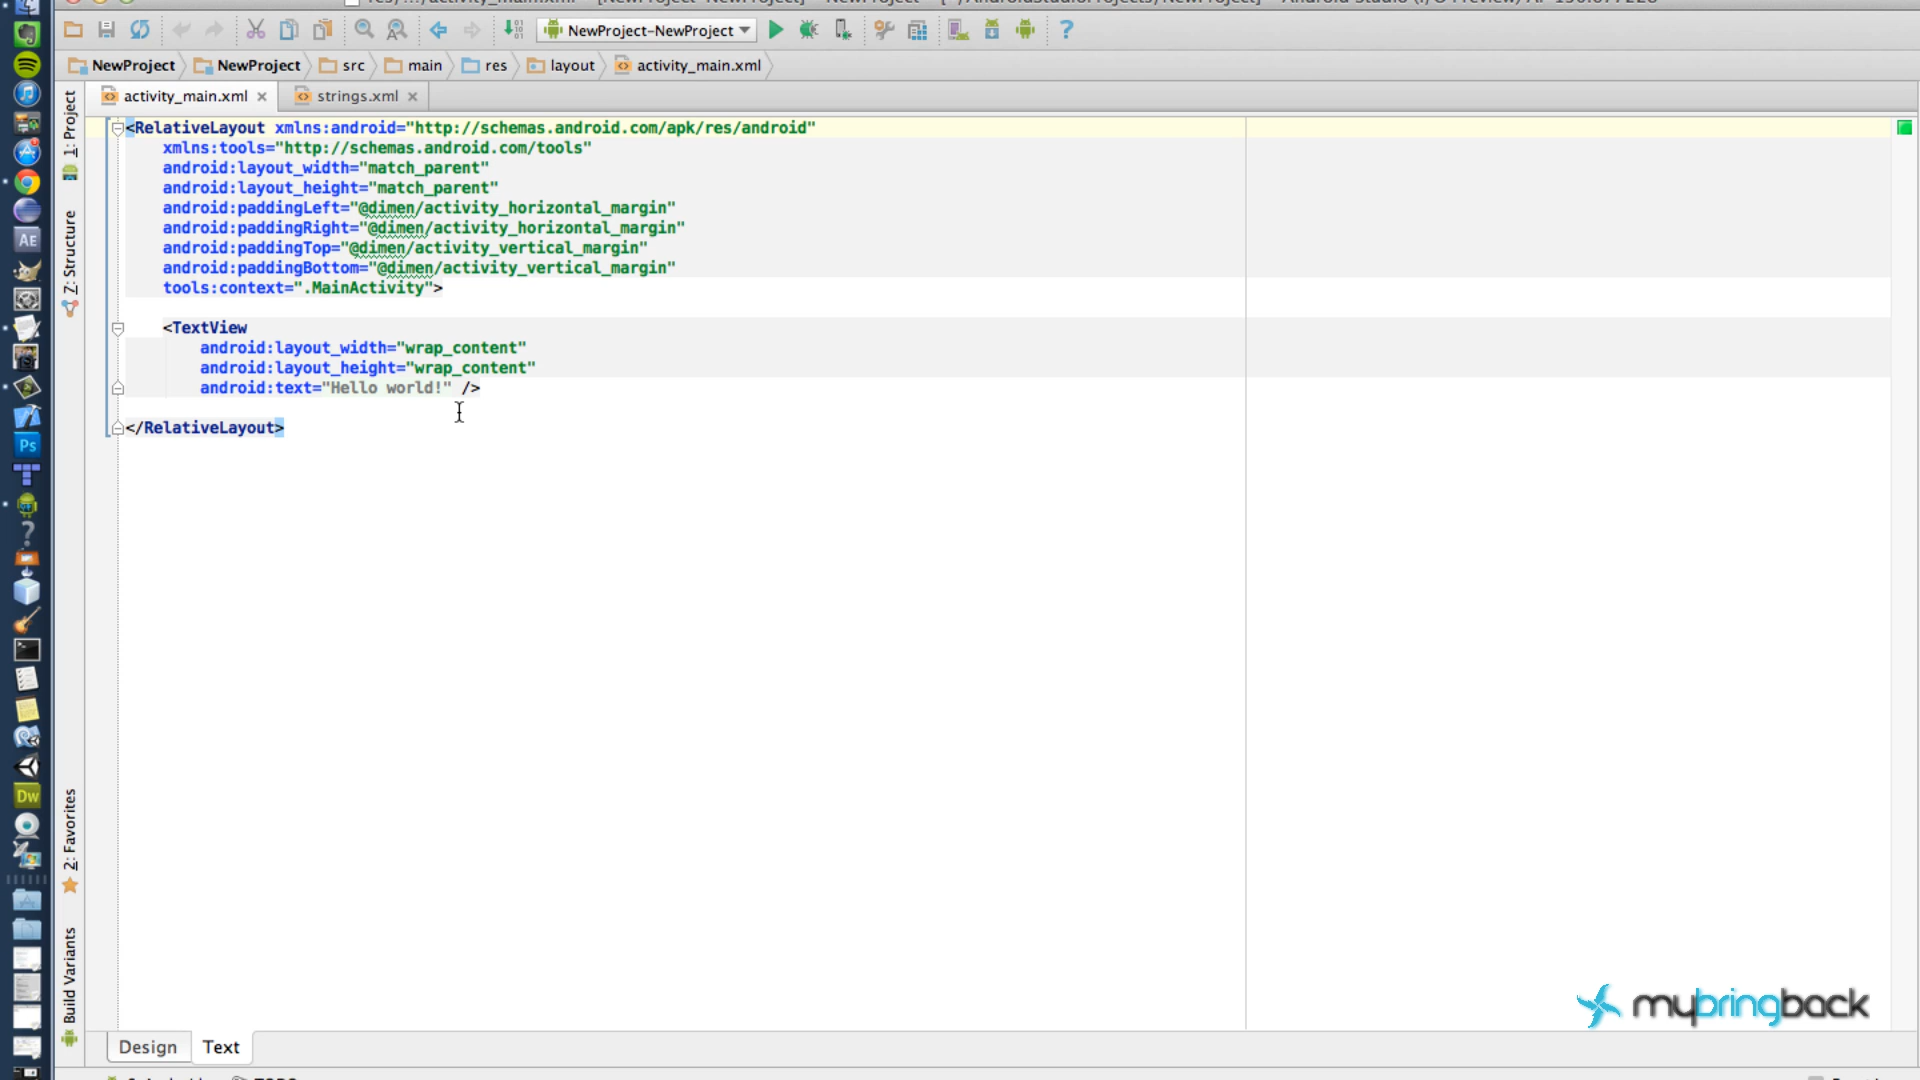 NewProject-NewProject
NewProject NewProject src main res layout activity_main.xml
activity_main.xml strings.xml
<RelativeLayout xmlns:android="http://schemas.android.com/apk/res/android"
xmlns:tools="http://schemas.android.com/tools"
android:layout_width="match_parent"
android:layout_height="match_parent"
android:paddingLeft="@dimen/activity_horizontal_margin"
android:paddingRight="@dimen/activity_horizontal_margin"
android:paddingTop="@dimen/activity_vertical_margin"
android:paddingBottom="@dimen/activity_vertical_margin"
tools:context=".MainActivity">
<TextView
android:layout_width="wrap_content"
android:layout_height="wrap_content"
android:text="Hello world!" />
</RelativeLayout>
1: Project
7: Structure
2: Favorites
Build Variants
AE
Ps
Dw
mybringback
Design Text